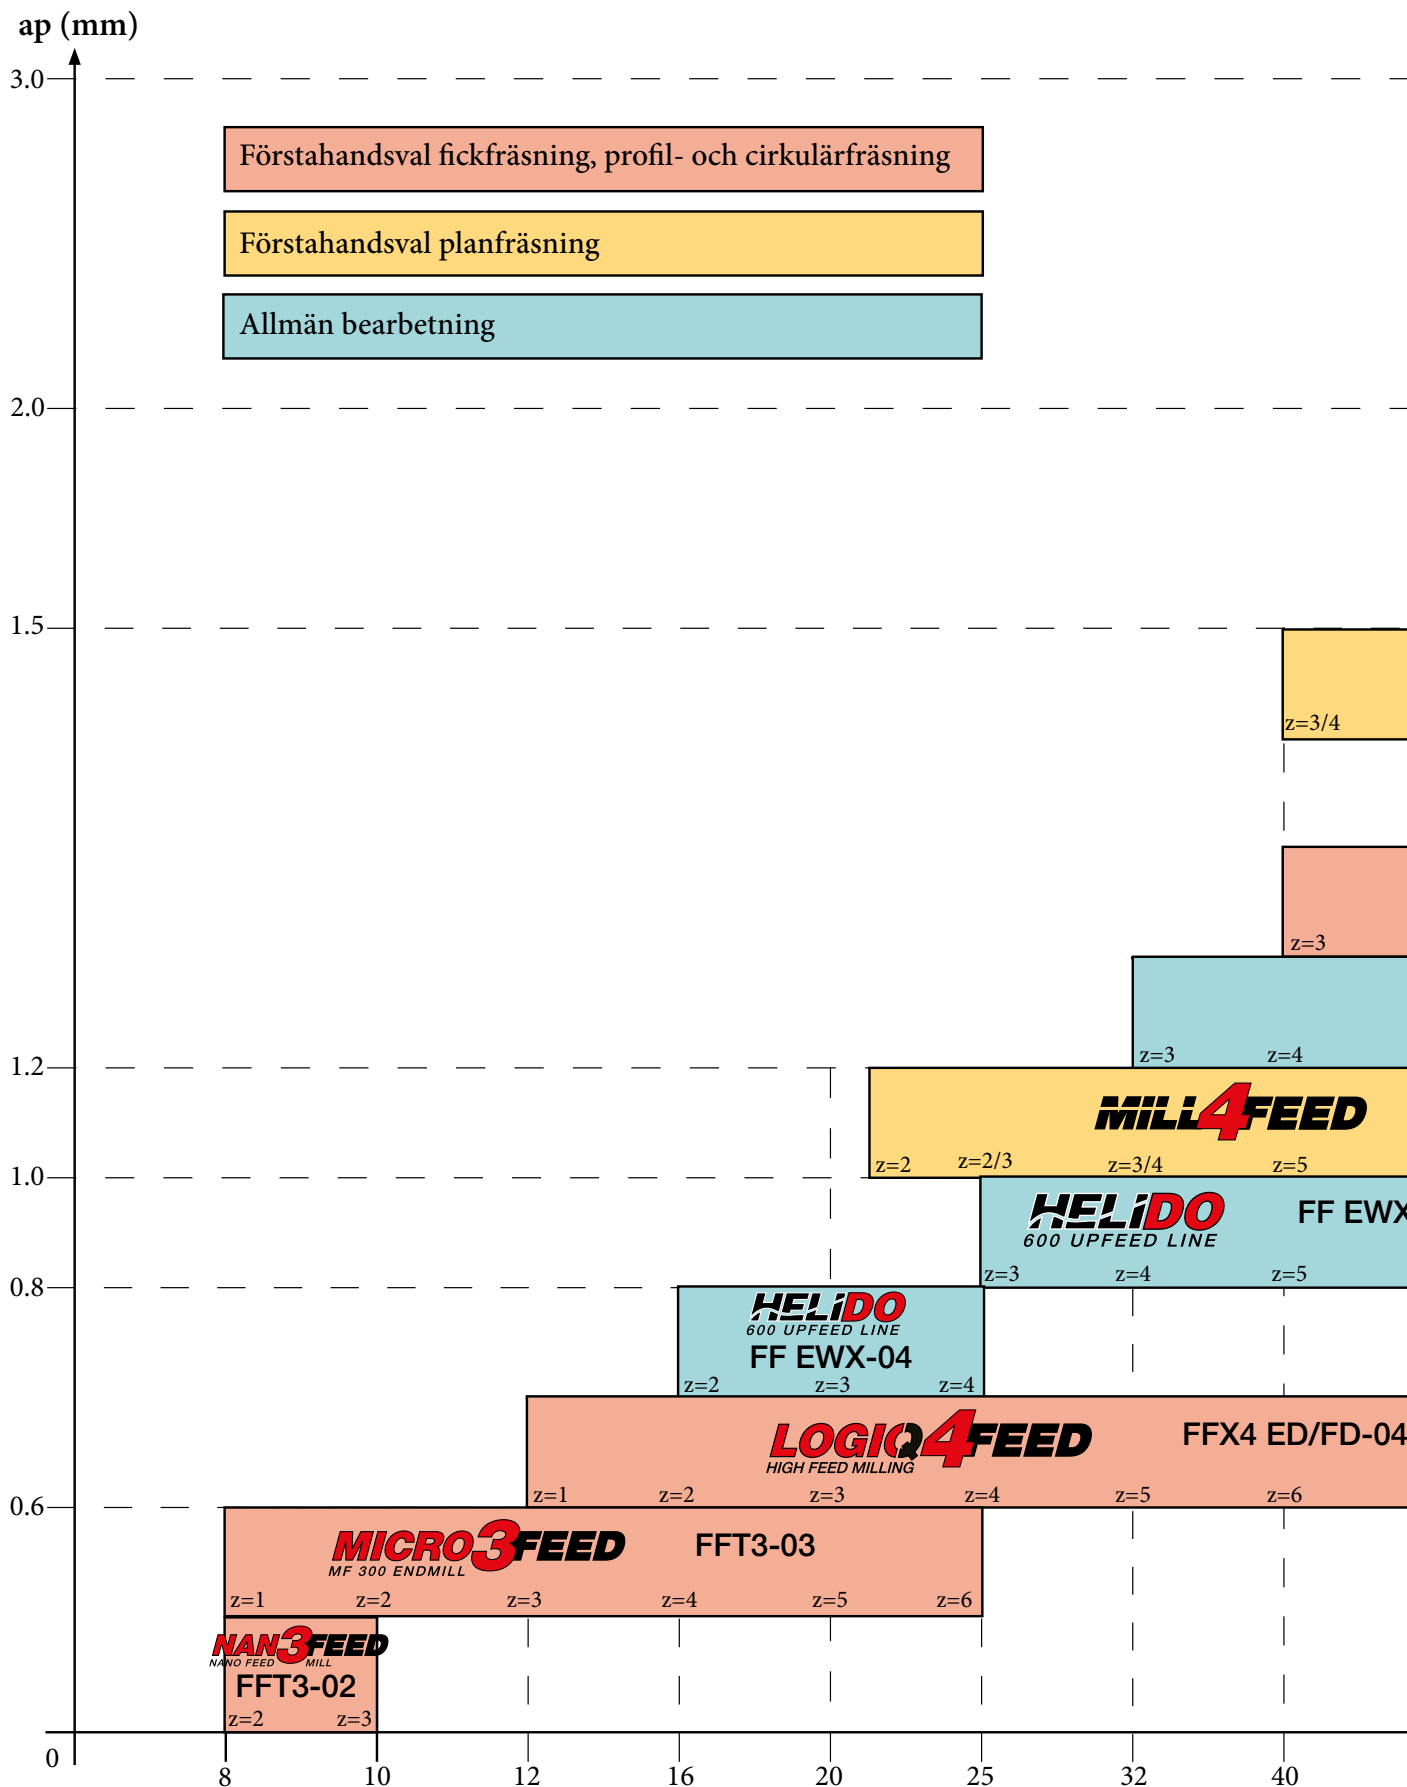 ap (mm)
3.0
Förstahandsval fickfräsning, profil- och cirkulärfräsning
Förstahandsval planfräsning
Allmän bearbetning
2.0
1.5
z=3/4
z=3
z=3 z=4
1.2
MILL4FEED
z=2 z=2/3 z=3/4 z=5
1.0
HELIDO FF EWX
600 UPFEED LINE
z=3 z=4 z=5
0.8
HELIDO
600 UPFEED LINE
FF EWX-04
z=2 z=3 z=4
LOGIQ4FEED FFX4 ED/FD-04
HIGH FEED MILLING
z=1 z=2 z=3 z=4 z=5 z=6
0.6
MICRO3FEED FFT3-03
MF 300 ENDMILL
z=1 z=2 z=3 z=4 z=5 z=6
NAN3FEED
NANO FEED MILL
FFT3-02
z=2 z=3
0
8 10 12 16 20 25 32 40